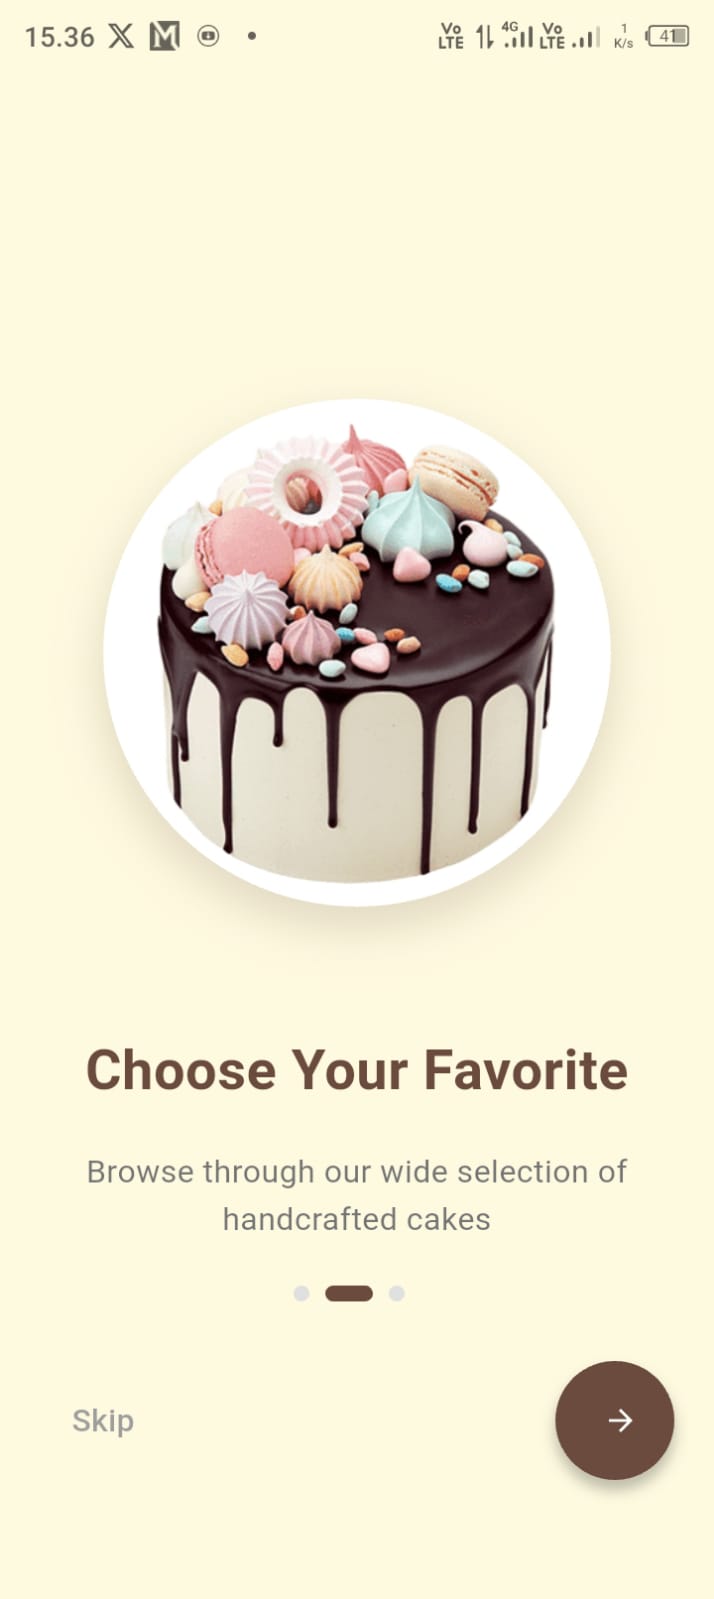 15.36
Vo LTE 4G Vo LTE 1 K/s 41
Choose Your Favorite
Browse through our wide selection of
handcrafted cakes
Skip